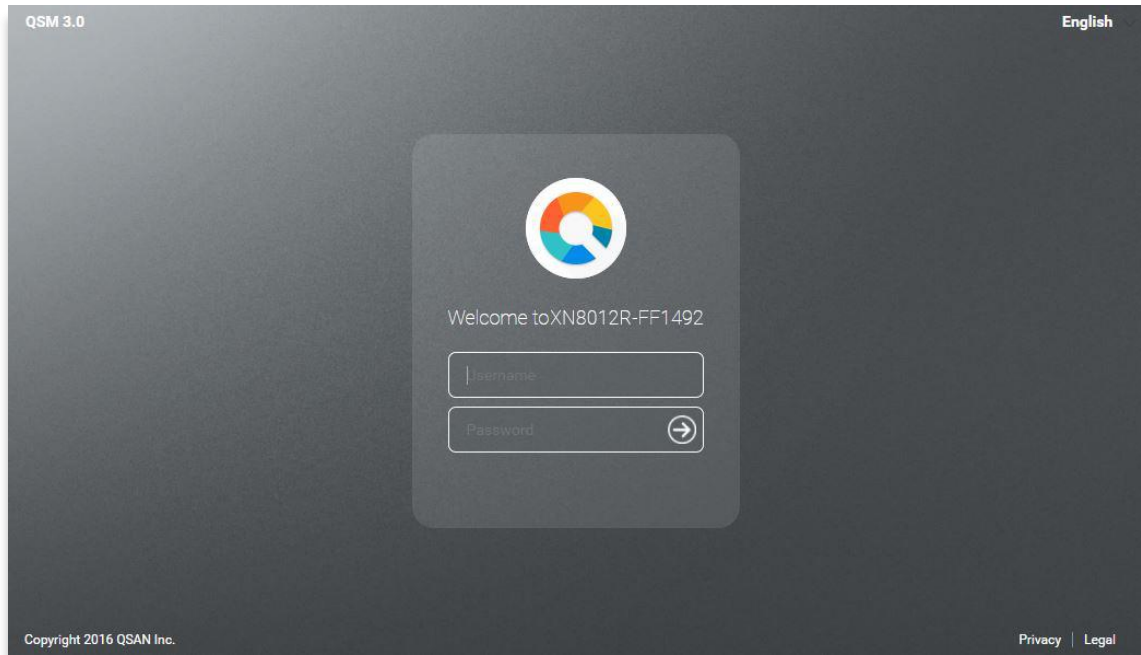 QSM 3.0
English
Welcome toXN8012R-FF1492
Username
Password
Copyright 2016 QSAN Inc.
Privacy | Legal